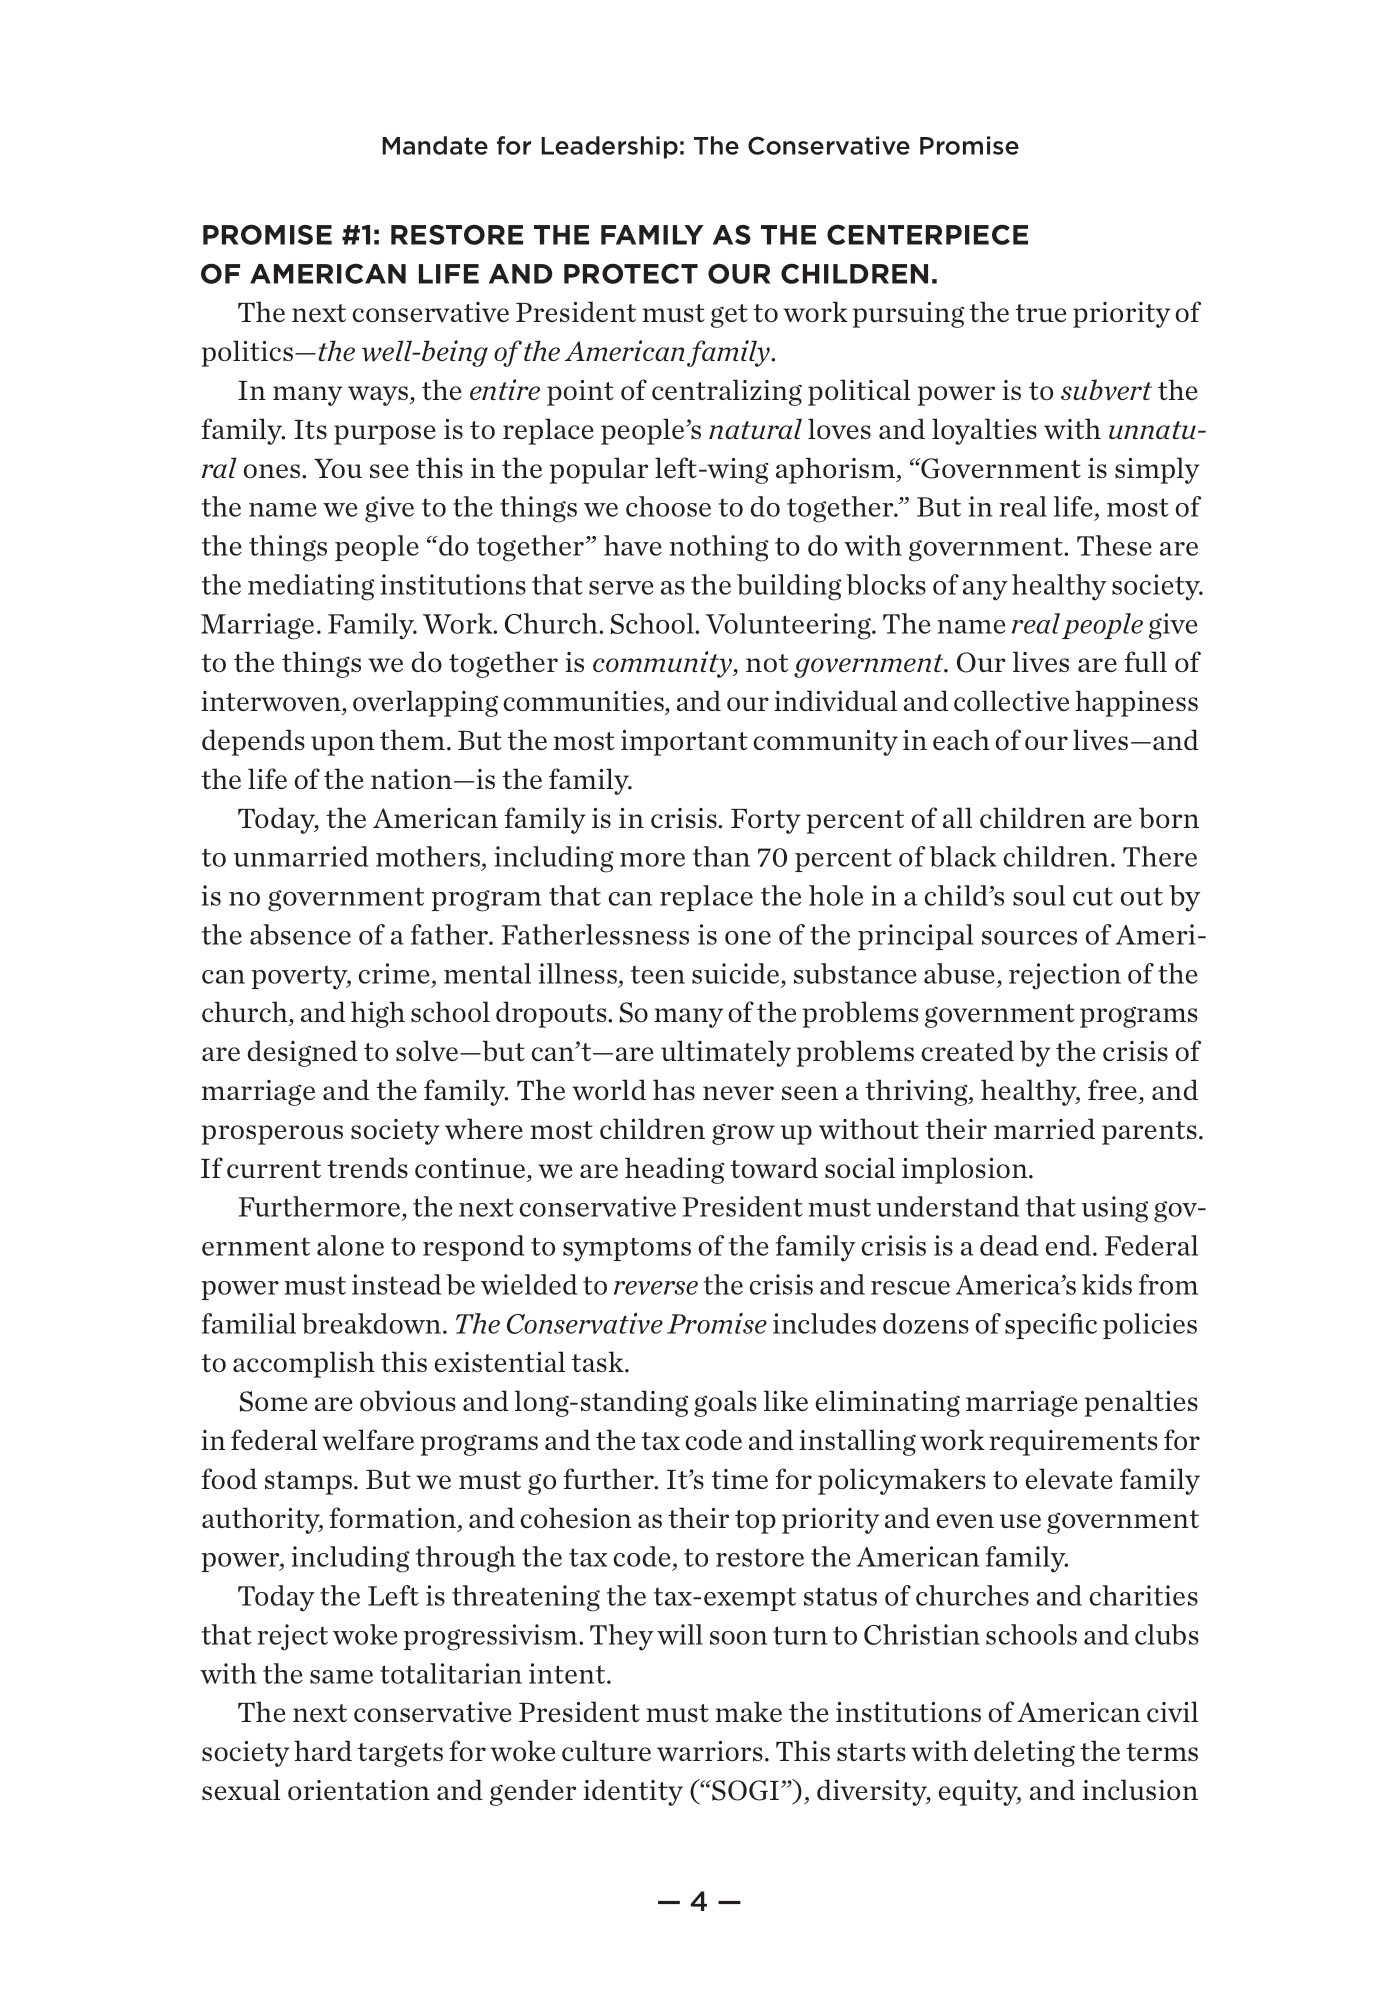 Mandate for Leadership: The Conservative Promise
PROMISE #1: RESTORE THE FAMILY AS THE CENTERPIECE
OF AMERICAN LIFE AND PROTECT OUR CHILDREN.
The next conservative President must get to work pursuing the true priority of
politics—the well-being of the American family.
In many ways, the entire point of centralizing political power is to subvert the
family. Its purpose is to replace people’s natural loves and loyalties with unnatu-
ral ones. You see this in the popular left-wing aphorism, “Government is simply
the name we give to the things we choose to do together.” But in real life, most of
the things people “do together” have nothing to do with government. These are
the mediating institutions that serve as the building blocks of any healthy society.
Marriage. Family. Work. Church. School. Volunteering. The name real people give
to the things we do together is community, not government. Our lives are full of
interwoven, overlapping communities, and our individual and collective happiness
depends upon them. But the most important community in each of our lives—and
the life of the nation—is the family.
Today, the American family is in crisis. Forty percent of all children are born
to unmarried mothers, including more than 70 percent of black children. There
is no government program that can replace the hole in a child’s soul cut out by
the absence of a father. Fatherlessness is one of the principal sources of Ameri-
can poverty, crime, mental illness, teen suicide, substance abuse, rejection of the
church, and high school dropouts. So many of the problems government programs
are designed to solve—but can’t—are ultimately problems created by the crisis of
marriage and the family. The world has never seen a thriving, healthy, free, and
prosperous society where most children grow up without their married parents.
If current trends continue, we are heading toward social implosion.
Furthermore, the next conservative President must understand that using gov-
ernment alone to respond to symptoms of the family crisis is a dead end. Federal
power must instead be wielded to reverse the crisis and rescue America’s kids from
familial breakdown. The Conservative Promise includes dozens of specific policies
to accomplish this existential task.
Some are obvious and long-standing goals like eliminating marriage penalties
in federal welfare programs and the tax code and installing work requirements for
food stamps. But we must go further. It’s time for policymakers to elevate family
authority, formation, and cohesion as their top priority and even use government
power, including through the tax code, to restore the American family.
Today the Left is threatening the tax-exempt status of churches and charities
that reject woke progressivism. They will soon turn to Christian schools and clubs
with the same totalitarian intent.
The next conservative President must make the institutions of American civil
society hard targets for woke culture warriors. This starts with deleting the terms
sexual orientation and gender identity (“SOGI”), diversity, equity, and inclusion
— 4 —